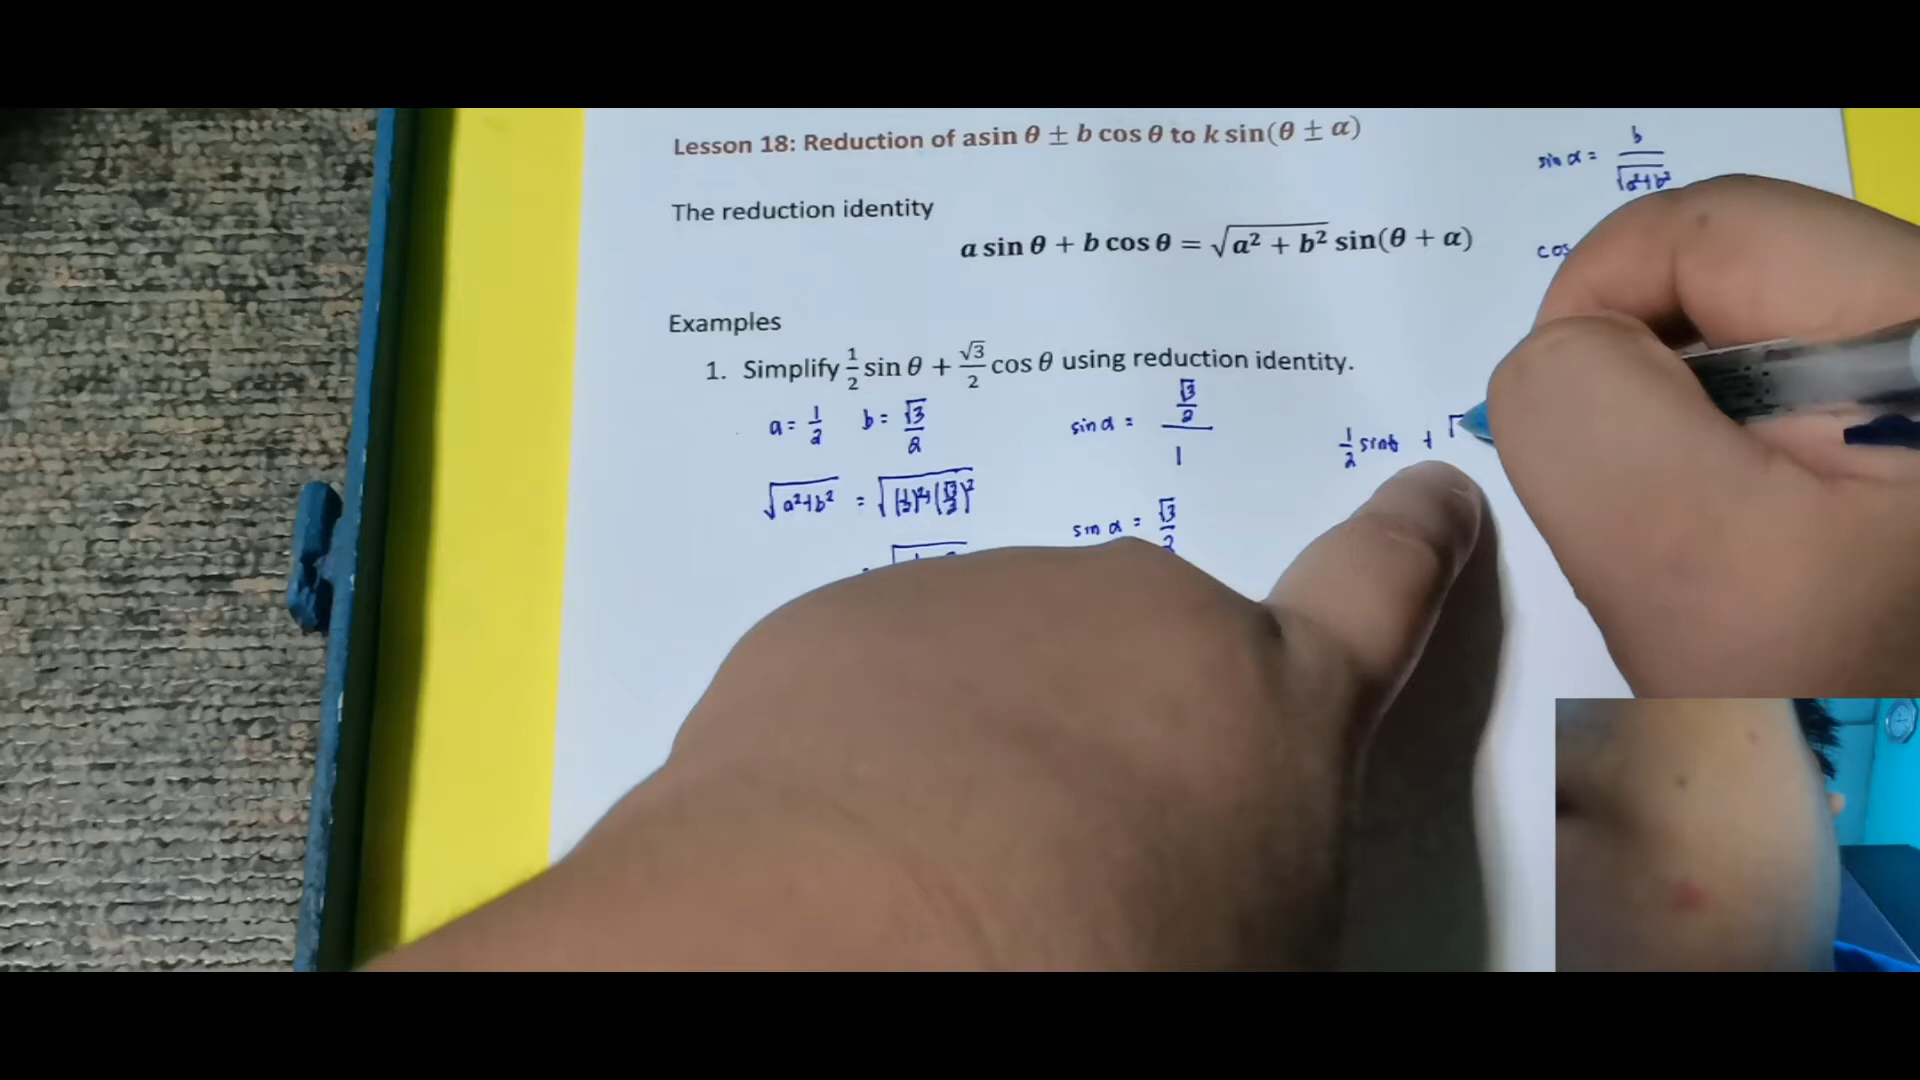 Lesson 18: Reduction of asin θ ± b cos θ to k sin(θ ± α)
sin α = b / √(a²+b²)
The reduction identity
a sin θ + b cos θ = √(a² + b²) sin(θ + α)
cos
Examples
1. Simplify 1/2 sin θ + √3/2 cos θ using reduction identity.
a = 1/2 b = √3/2
sin α = (√3/2) / 1
1/2 sin θ +
√(a²+b²) = √((1/2)²+(√3/2)²)
sin α = √3/2